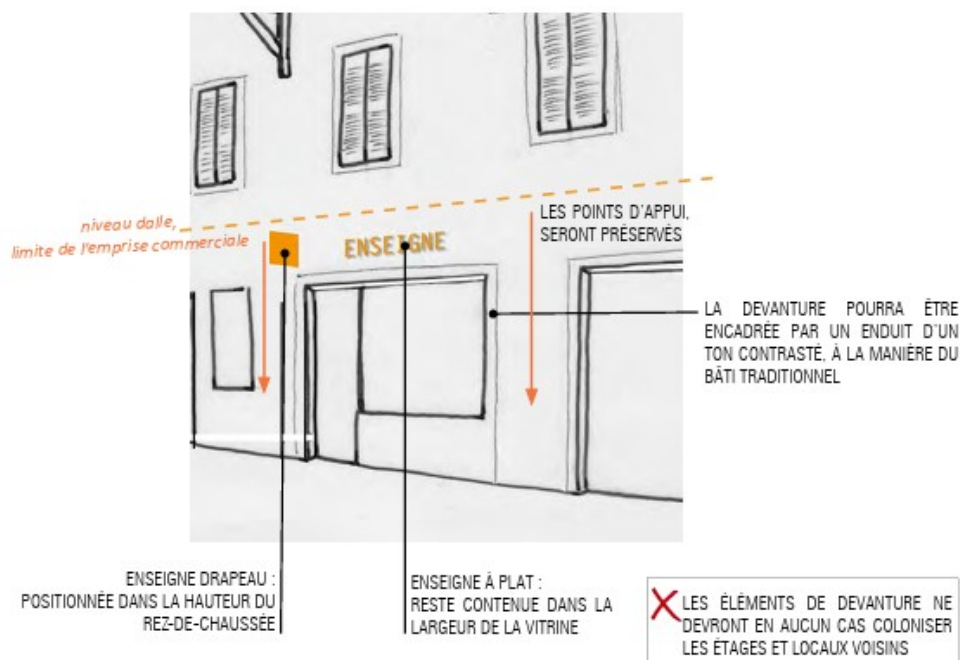 niveau dalle,
limite de l'emprise commerciale
ENSEIGNE
LES POINTS D'APPUI,
SERONT PRÉSERVÉS
LA DEVANTURE POURRA ÊTRE
ENCADRÉE PAR UN ENDUIT D'UN
TON CONTRASTÉ, À LA MANIÈRE DU
BÂTI TRADITIONNEL
ENSEIGNE DRAPEAU :
POSITIONNÉE DANS LA HAUTEUR DU
REZ-DE-CHAUSSÉE
ENSEIGNE À PLAT :
RESTE CONTENUE DANS LA
LARGEUR DE LA VITRINE
LES ÉLÉMENTS DE DEVANTURE NE
DEVRONT EN AUCUN CAS COLONISER
LES ÉTAGES ET LOCAUX VOISINS